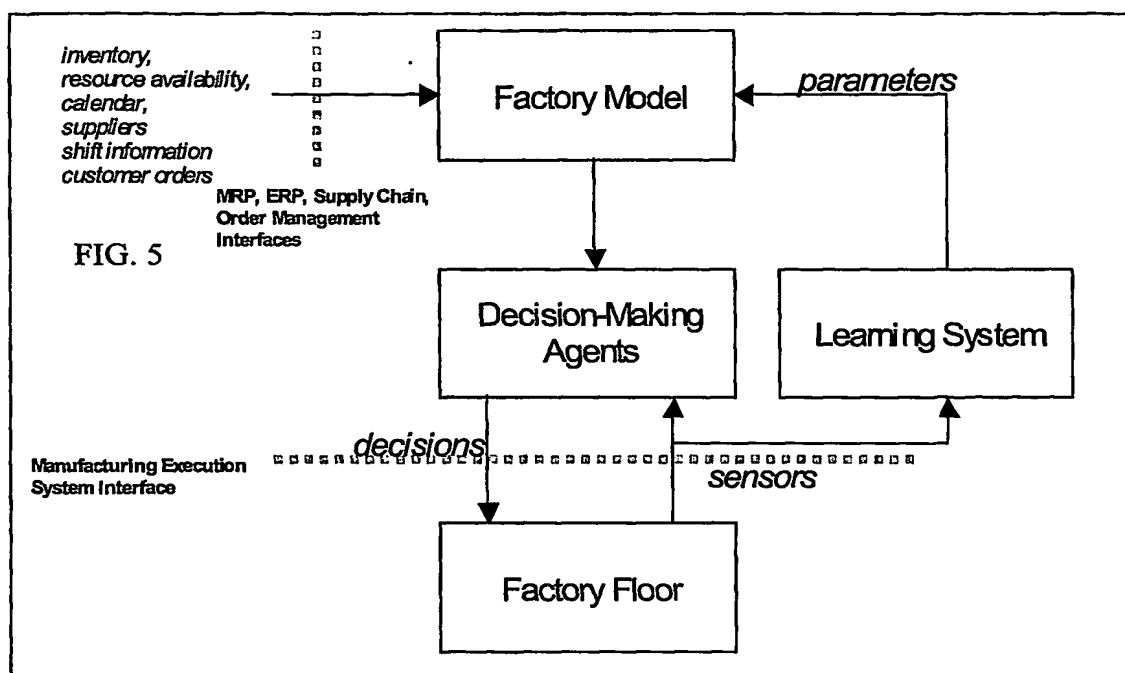 inventory,
resource availability,
calendar,
suppliers
shift information
customer orders
MRP, ERP, Supply Chain,
Order Management
Interfaces
FIG. 5
Factory Model
parameters
Decision-Making
Agents
Learning System
decisions
Manufacturing Execution
System Interface
sensors
Factory Floor